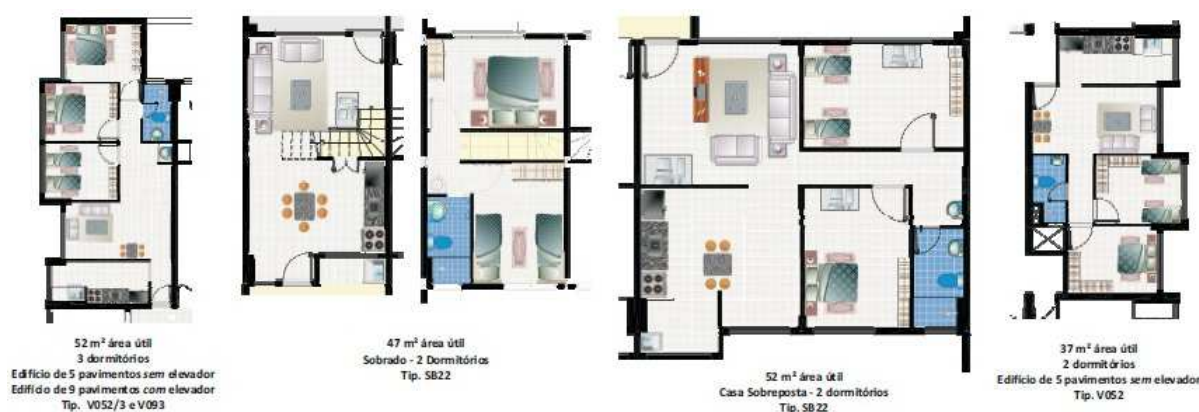 52 m² área útil
3 dormitórios
Edifício de 5 pavimentos sem elevador
Edifício de 9 pavimentos com elevador
Tip. V052/3 e V093
47 m² área útil
Sobrado - 2 Dormitórios
Tip. SB22
52 m² área útil
Casa Sobreposta - 2 dormitórios
Tip. SB22
37 m² área útil
2 dormitórios
Edifício de 5 pavimentos sem elevador
Tip. V052